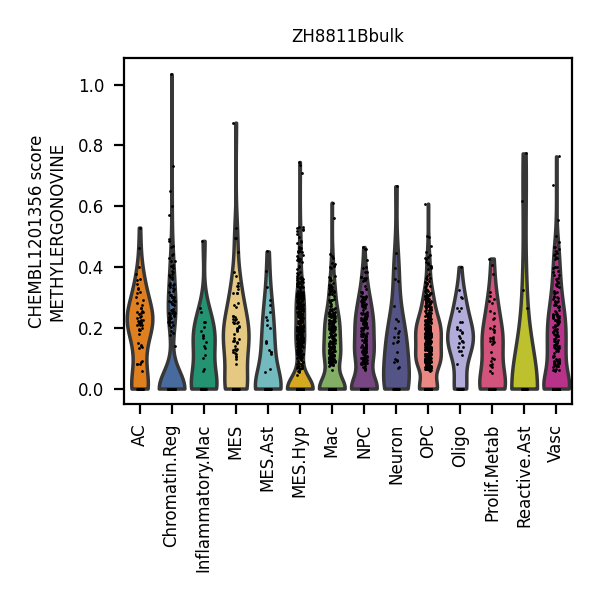 ZH8811Bbulk
CHEMBL1201356 score
METHYLERGONOVINE
1.0
0.8
0.6
0.4
0.2
0.0
AC
Chromatin.Reg
Inflammatory.Mac
MES
MES.Ast
MES.Hyp
Mac
NPC
Neuron
OPC
Oligo
Prolif.Metab
Reactive.Ast
Vasc